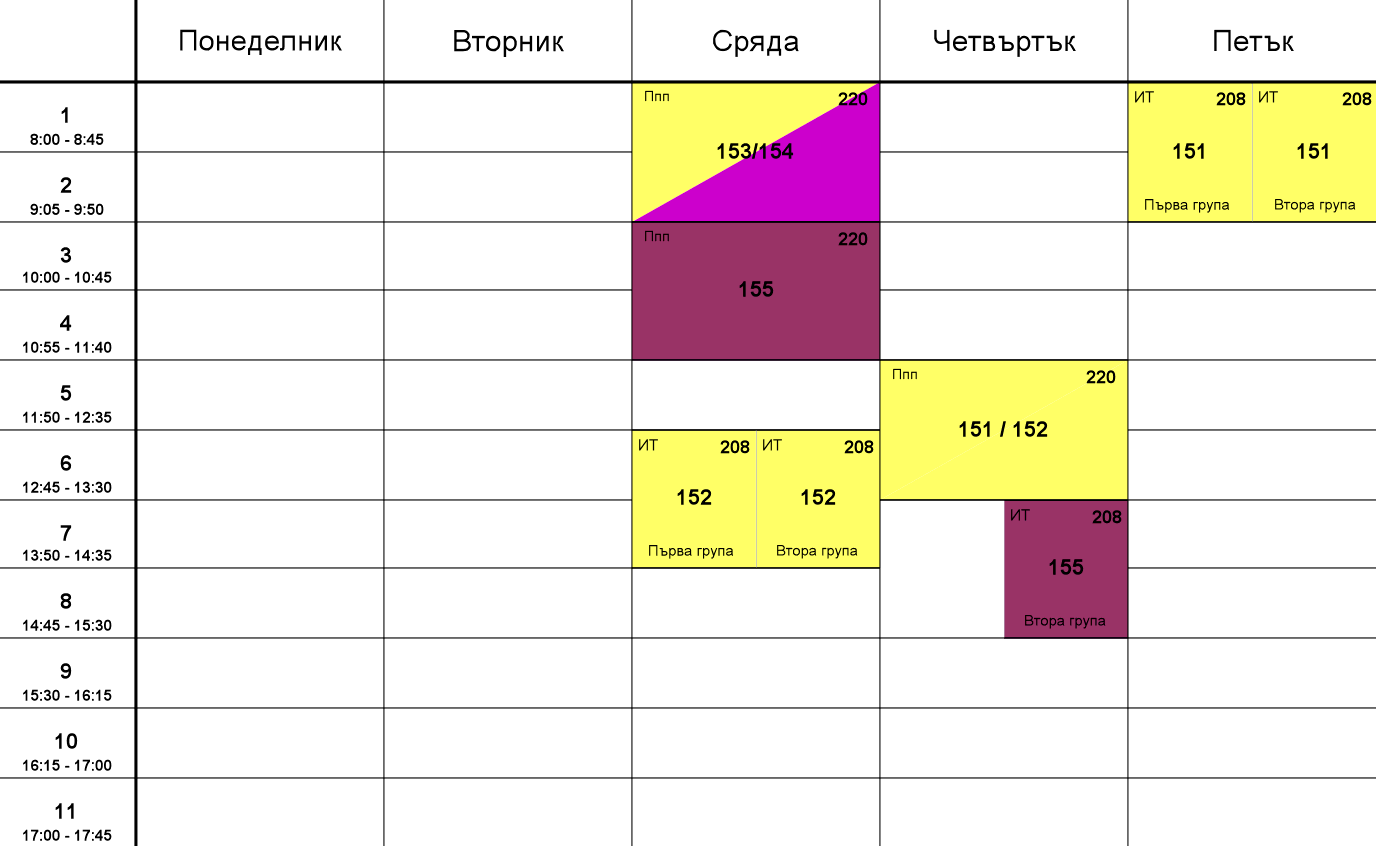 Понеделник Вторник Сряда Четвъртък Петък
1
8:00 - 8:45
2
9:05 - 9:50
3
10:00 - 10:45
4
10:55 - 11:40
5
11:50 - 12:35
6
12:45 - 13:30
7
13:50 - 14:35
8
14:45 - 15:30
9
15:30 - 16:15
10
16:15 - 17:00
11
17:00 - 17:45
Ппп 220
153/154
Ппп 220
155
ИТ 208
152
Първа група
ИТ 208
152
Втора група
Ппп 220
151 / 152
ИТ 208
155
Втора група
ИТ 208
151
Първа група
ИТ 208
151
Втора група